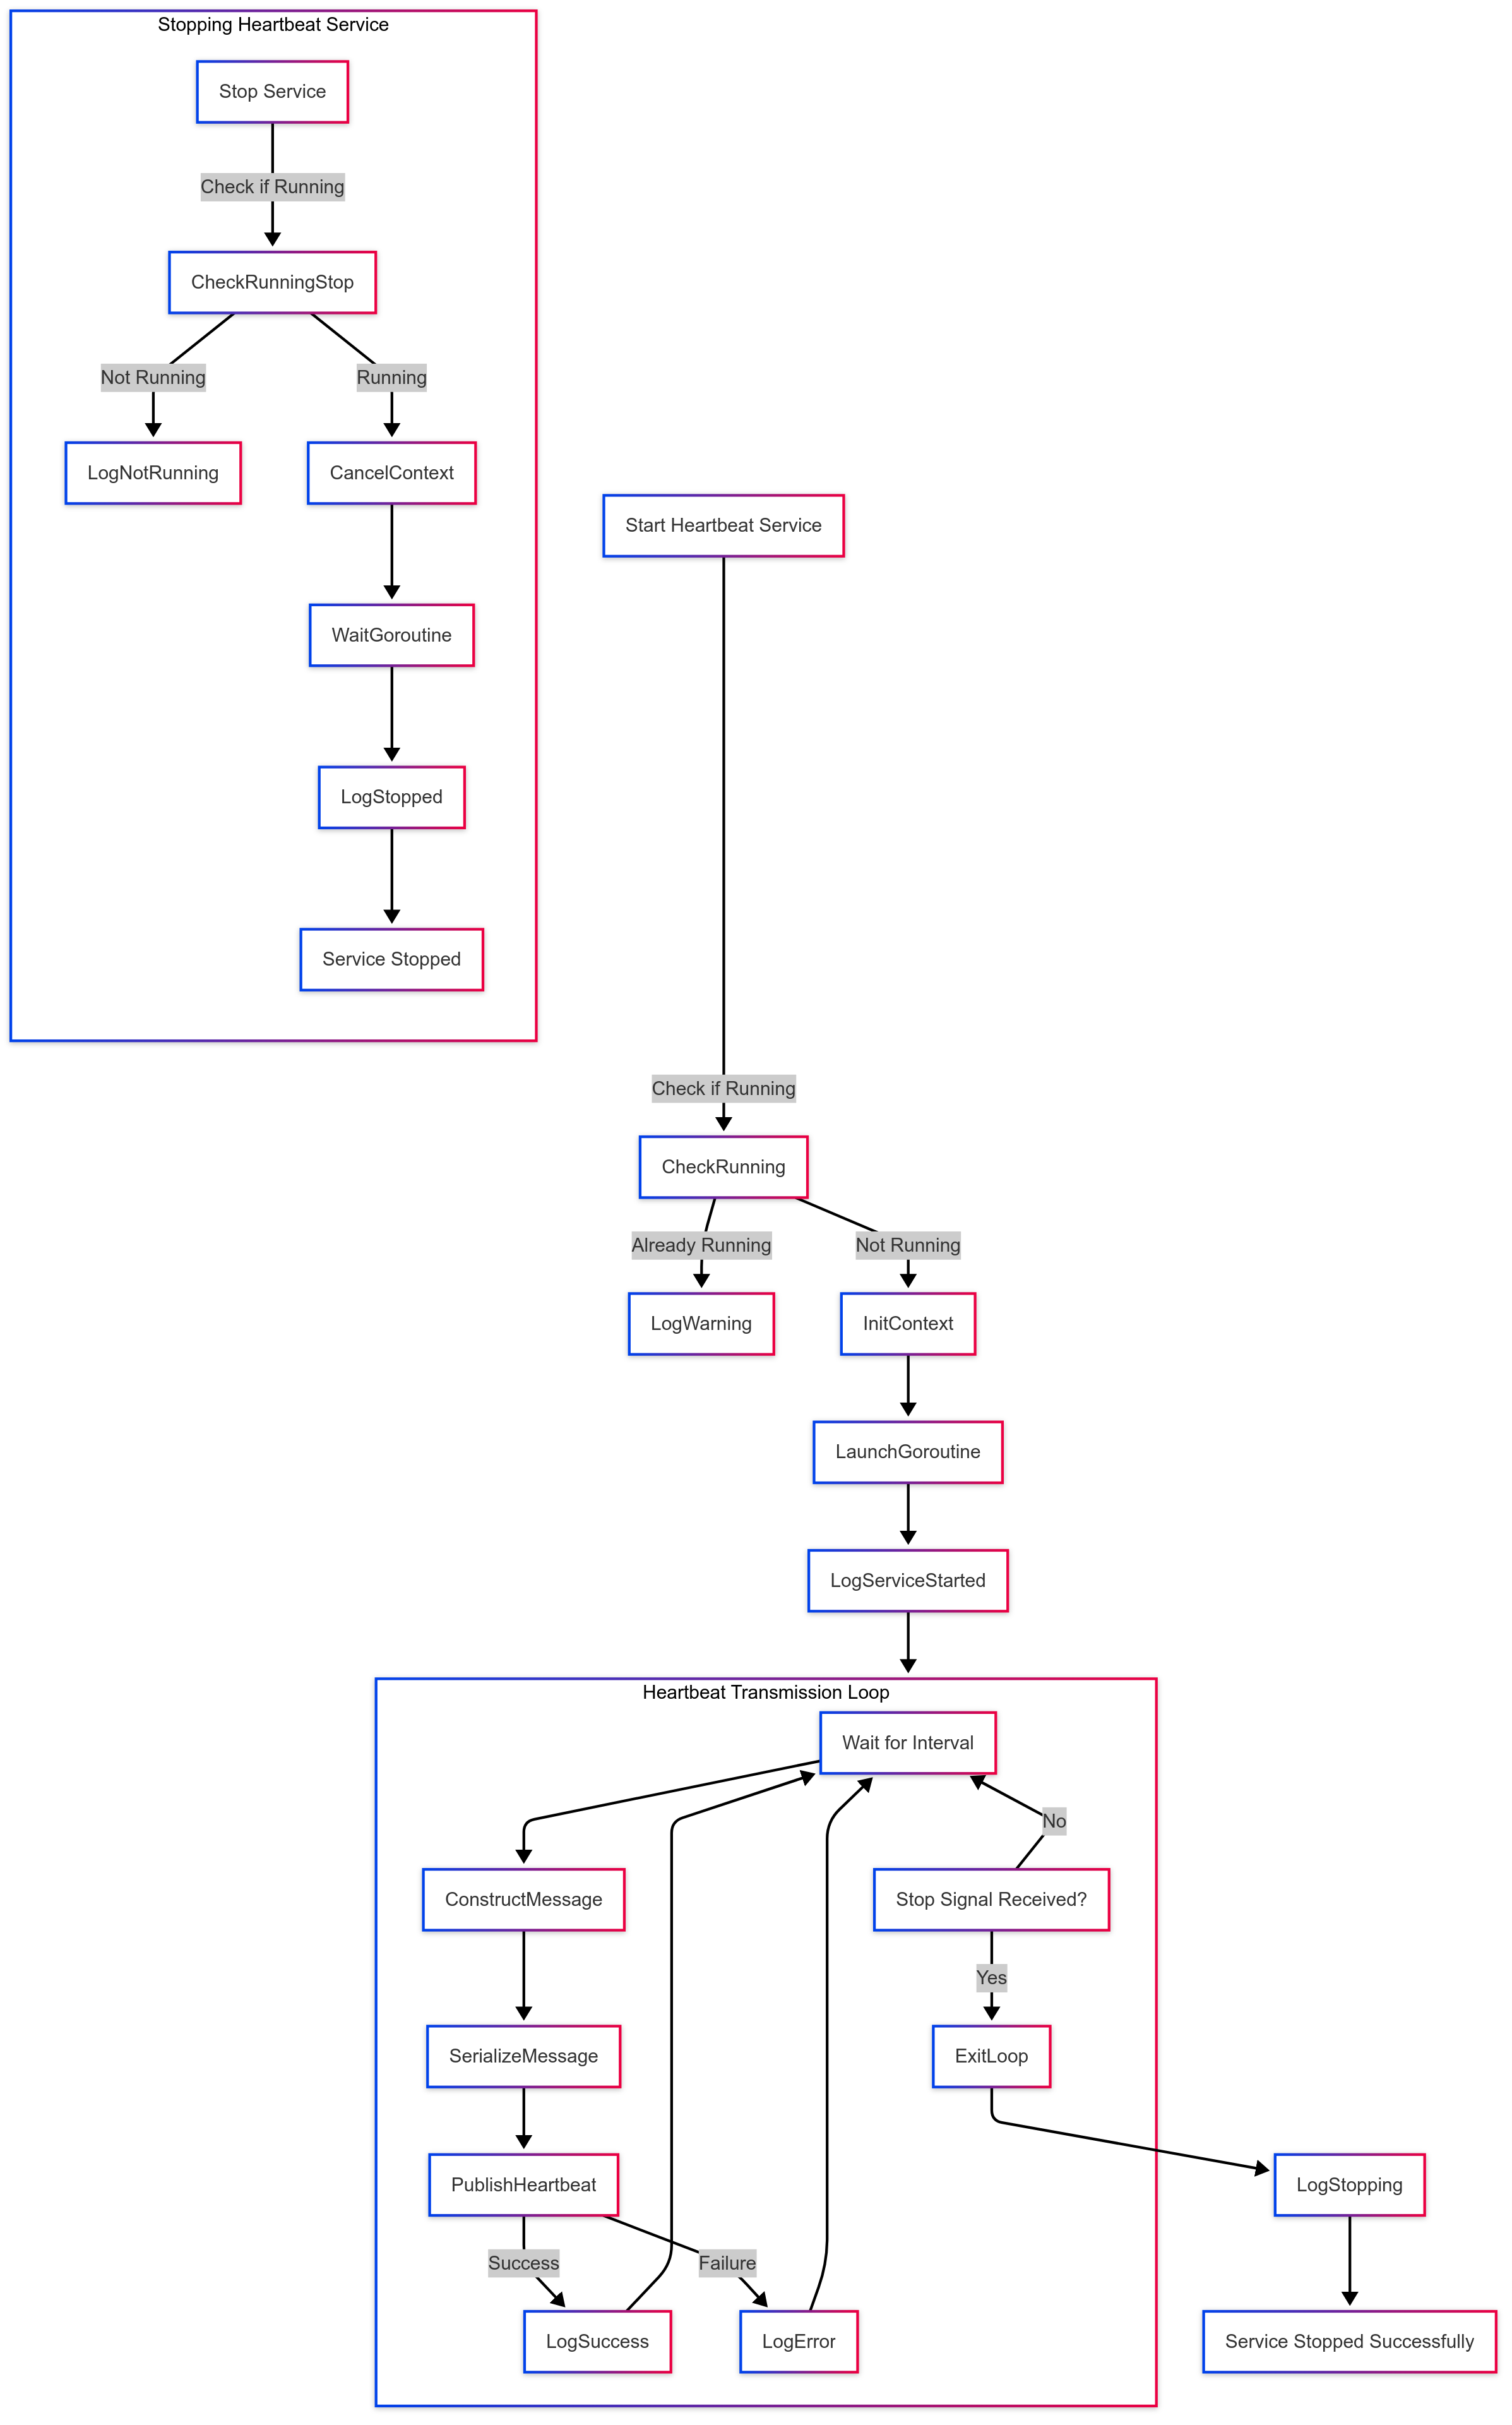 Stopping Heartbeat Service
Stop Service
Check if Running
CheckRunningStop
Not Running
Running
LogNotRunning
CancelContext
WaitGoroutine
LogStopped
Service Stopped
Start Heartbeat Service
Check if Running
CheckRunning
Already Running
Not Running
LogWarning
InitContext
LaunchGoroutine
LogServiceStarted
Heartbeat Transmission Loop
Wait for Interval
No
ConstructMessage
Stop Signal Received?
Yes
SerializeMessage
ExitLoop
PublishHeartbeat
LogStopping
Success
Failure
LogSuccess
LogError
Service Stopped Successfully